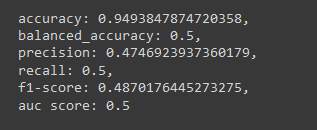 accuracy: 0.9493847874720358,
balanced_accuracy: 0.5,
precision: 0.4746923937360179,
recall: 0.5,
f1-score: 0.4870176445273275,
auc score: 0.5